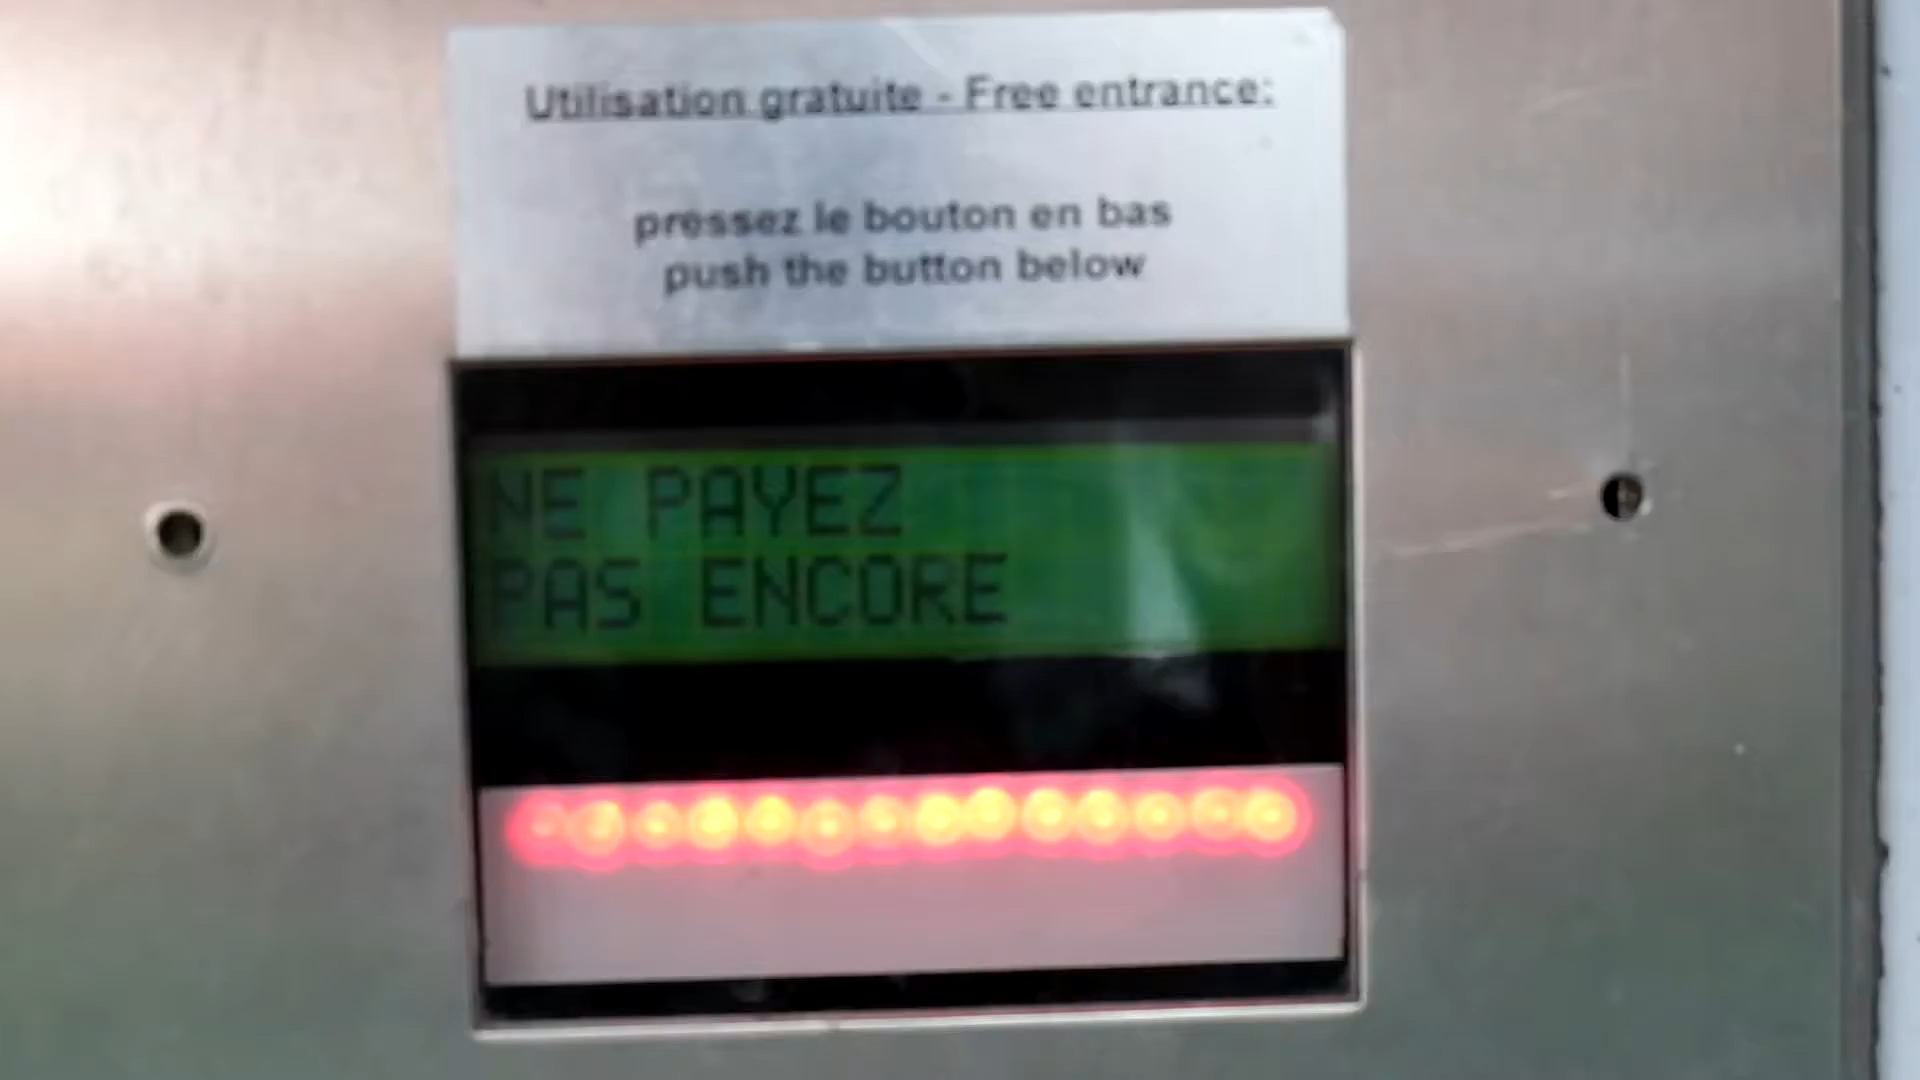 Utilisation gratuite - Free entrance:
pressez le bouton en bas
push the button below
NE PAYEZ
PAS ENCORE